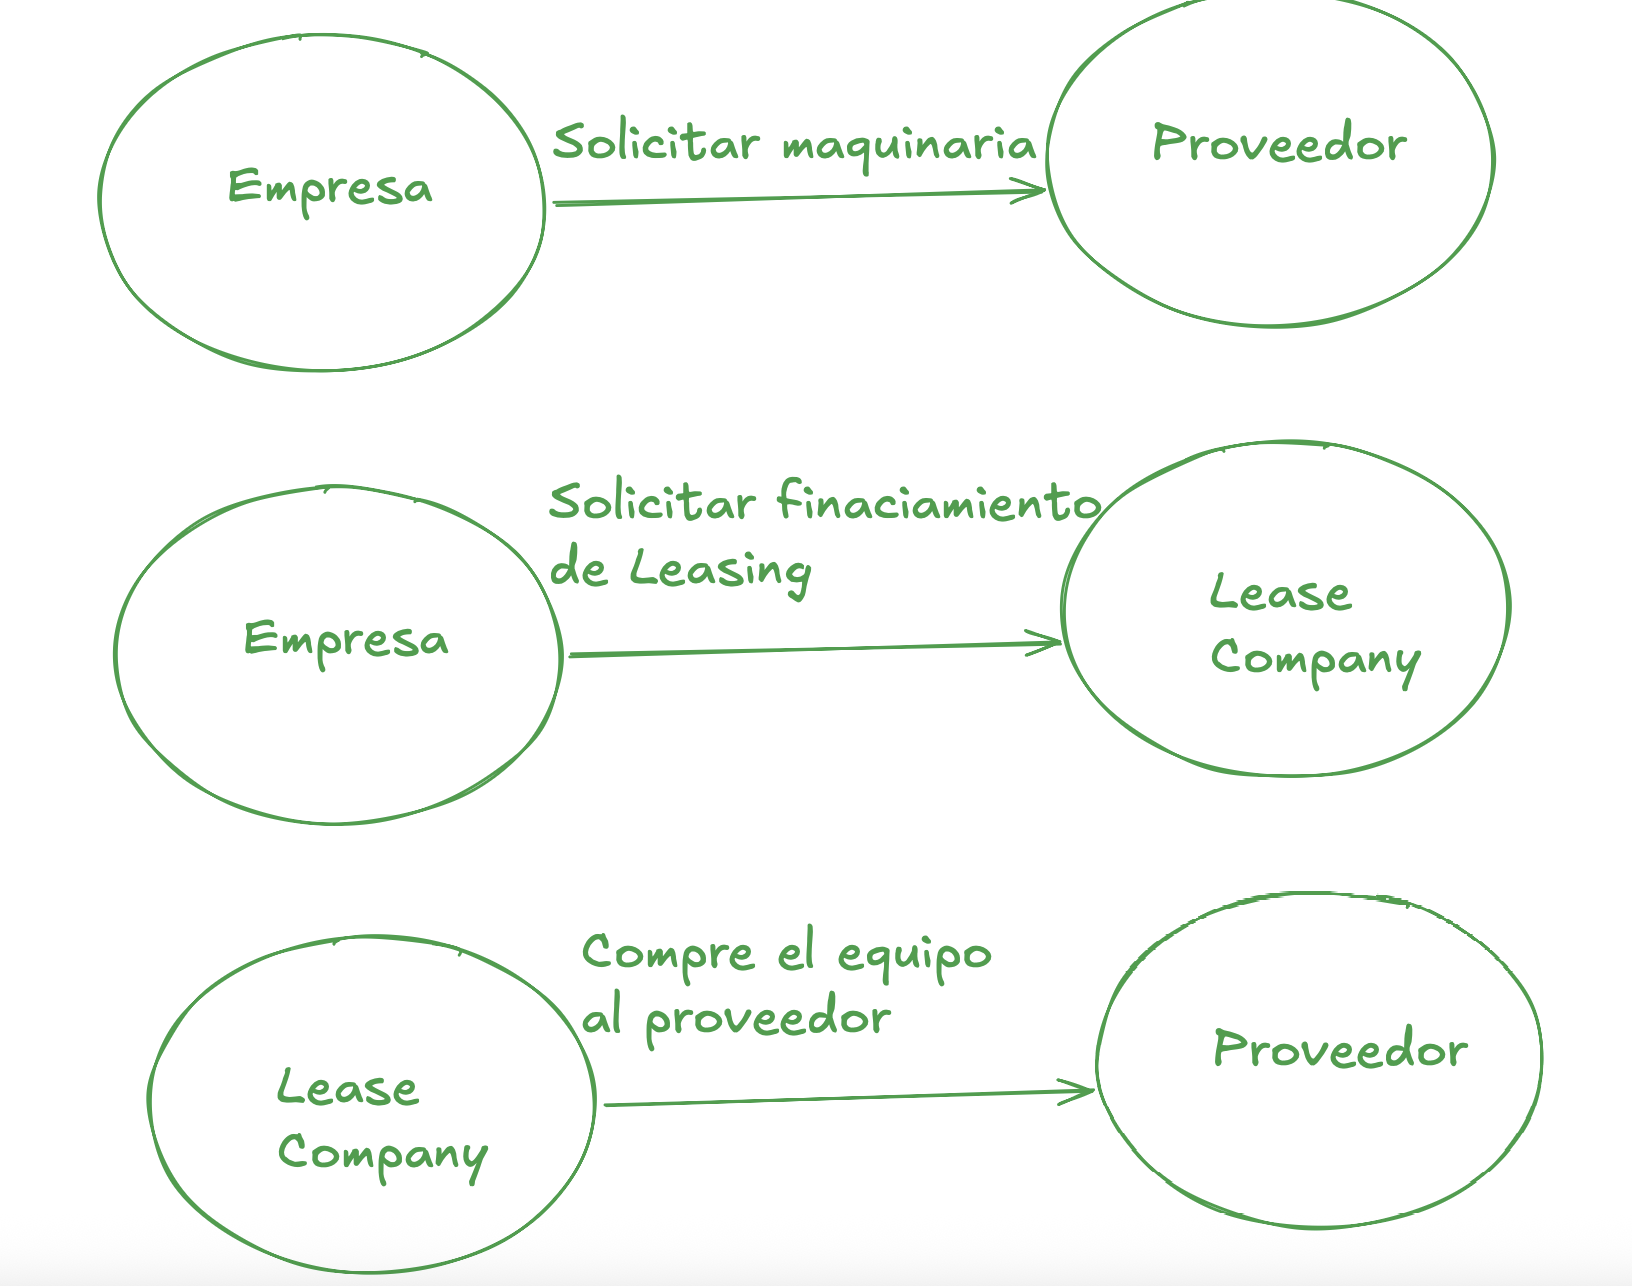 Empresa
Solicitar maquinaria
Proveedor
Empresa
Solicitar finaciamiento
de Leasing
Lease
Company
Lease
Company
Compre el equipo
al proveedor
Proveedor